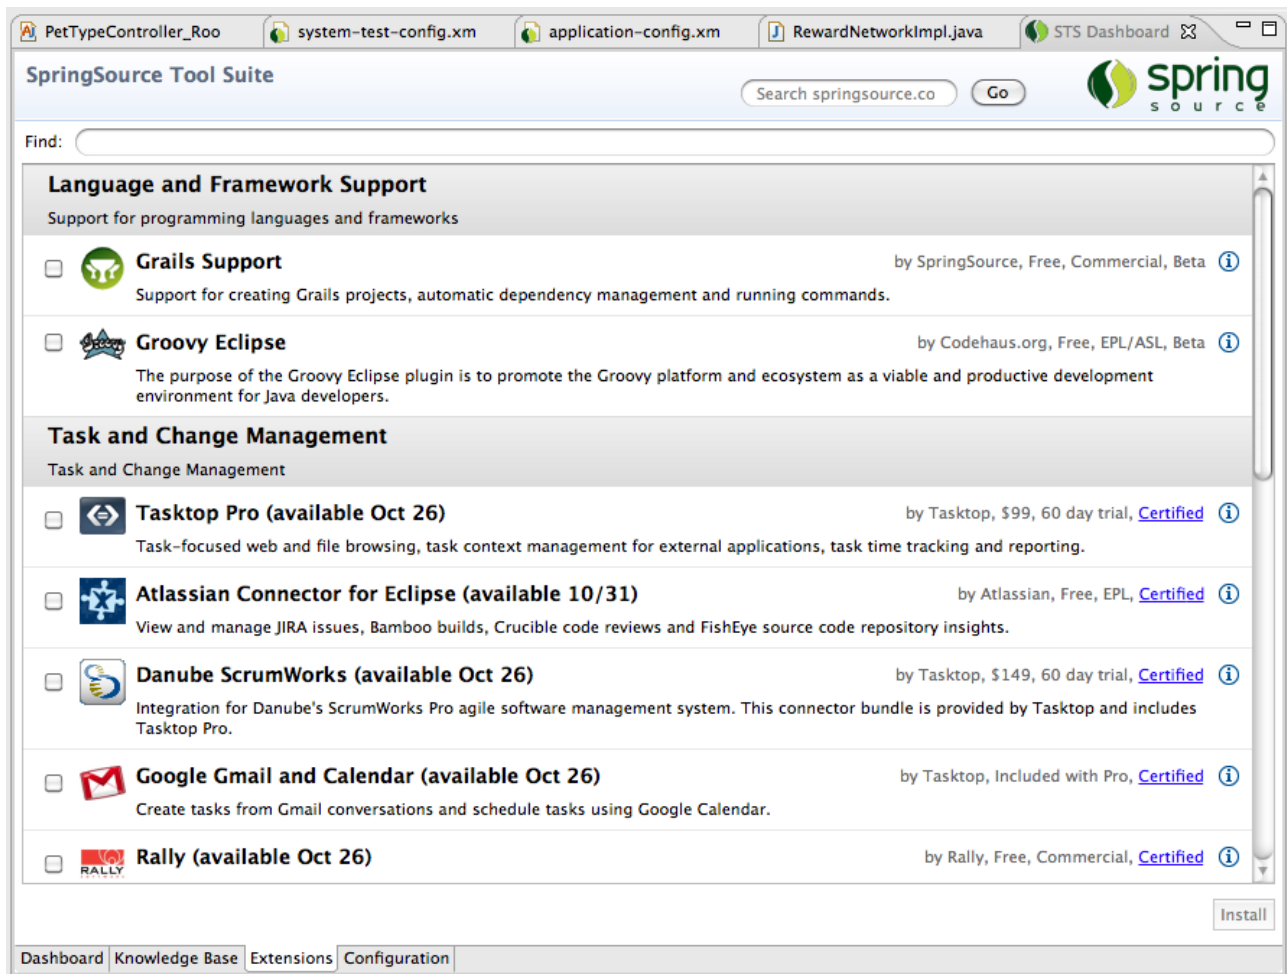 PetTypeController_Roo system-test-config.xm application-config.xm RewardNetworkImpl.java STS Dashboard
SpringSource Tool Suite
Search springsource.co Go
spring
source
Find:
Language and Framework Support
Support for programming languages and frameworks
Grails Support by SpringSource, Free, Commercial, Beta
Support for creating Grails projects, automatic dependency management and running commands.
Groovy Eclipse by Codehaus.org, Free, EPL/ASL, Beta
The purpose of the Groovy Eclipse plugin is to promote the Groovy platform and ecosystem as a viable and productive development
environment for Java developers.
Task and Change Management
Task and Change Management
Tasktop Pro (available Oct 26) by Tasktop, $99, 60 day trial, Certified
Task-focused web and file browsing, task context management for external applications, task time tracking and reporting.
Atlassian Connector for Eclipse (available 10/31) by Atlassian, Free, EPL, Certified
View and manage JIRA issues, Bamboo builds, Crucible code reviews and FishEye source code repository insights.
Danube ScrumWorks (available Oct 26) by Tasktop, $149, 60 day trial, Certified
Integration for Danube's ScrumWorks Pro agile software management system. This connector bundle is provided by Tasktop and includes
Tasktop Pro.
Google Gmail and Calendar (available Oct 26) by Tasktop, Included with Pro, Certified
Create tasks from Gmail conversations and schedule tasks using Google Calendar.
RALLY Rally (available Oct 26) by Rally, Free, Commercial, Certified
Install
Dashboard Knowledge Base Extensions Configuration